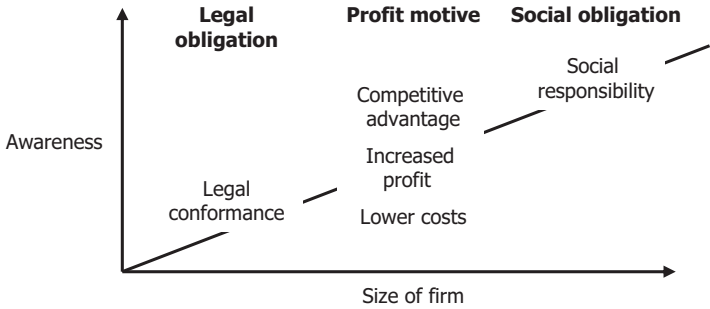 Legal
obligation
Profit motive
Social obligation
Social
responsibility
Competitive
advantage
Awareness
Increased
profit
Legal
conformance
Lower costs
Size of firm